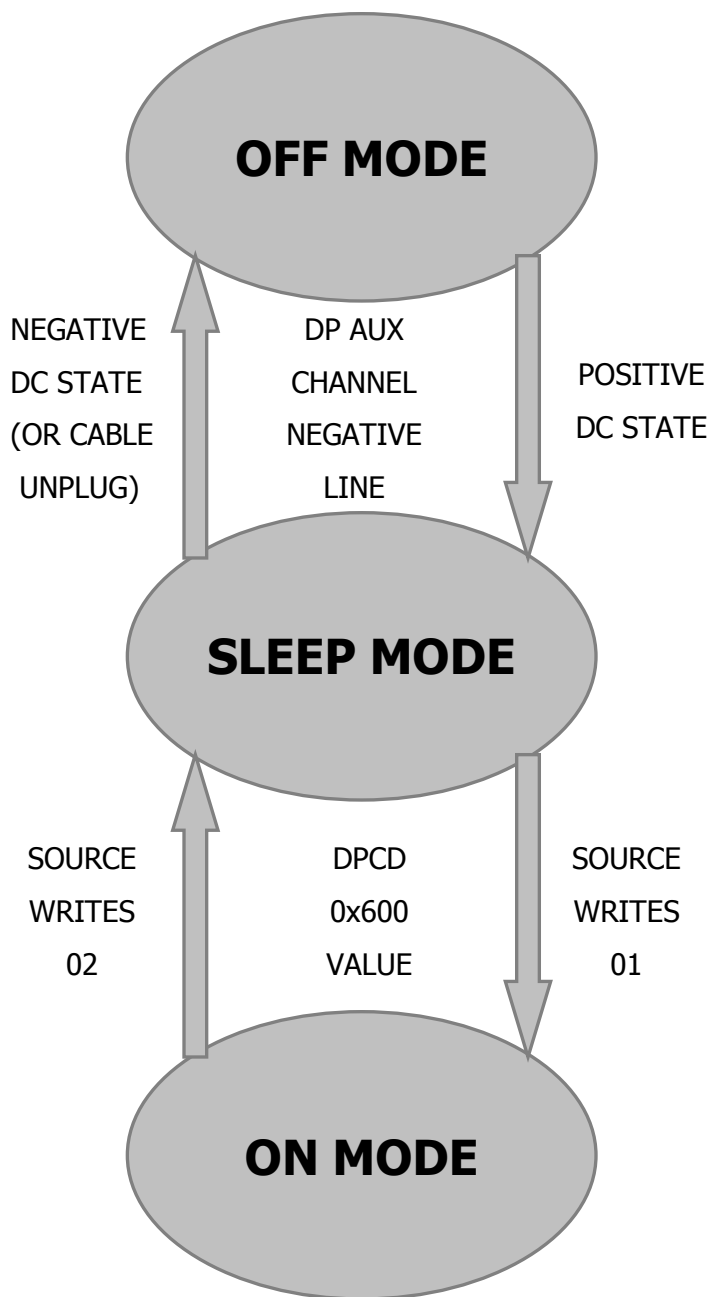 OFF MODE
NEGATIVE
DC STATE
(OR CABLE
UNPLUG)
DP AUX
CHANNEL
NEGATIVE
LINE
POSITIVE
DC STATE
SLEEP MODE
SOURCE
WRITES
02
DPCD
0x600
VALUE
SOURCE
WRITES
01
ON MODE